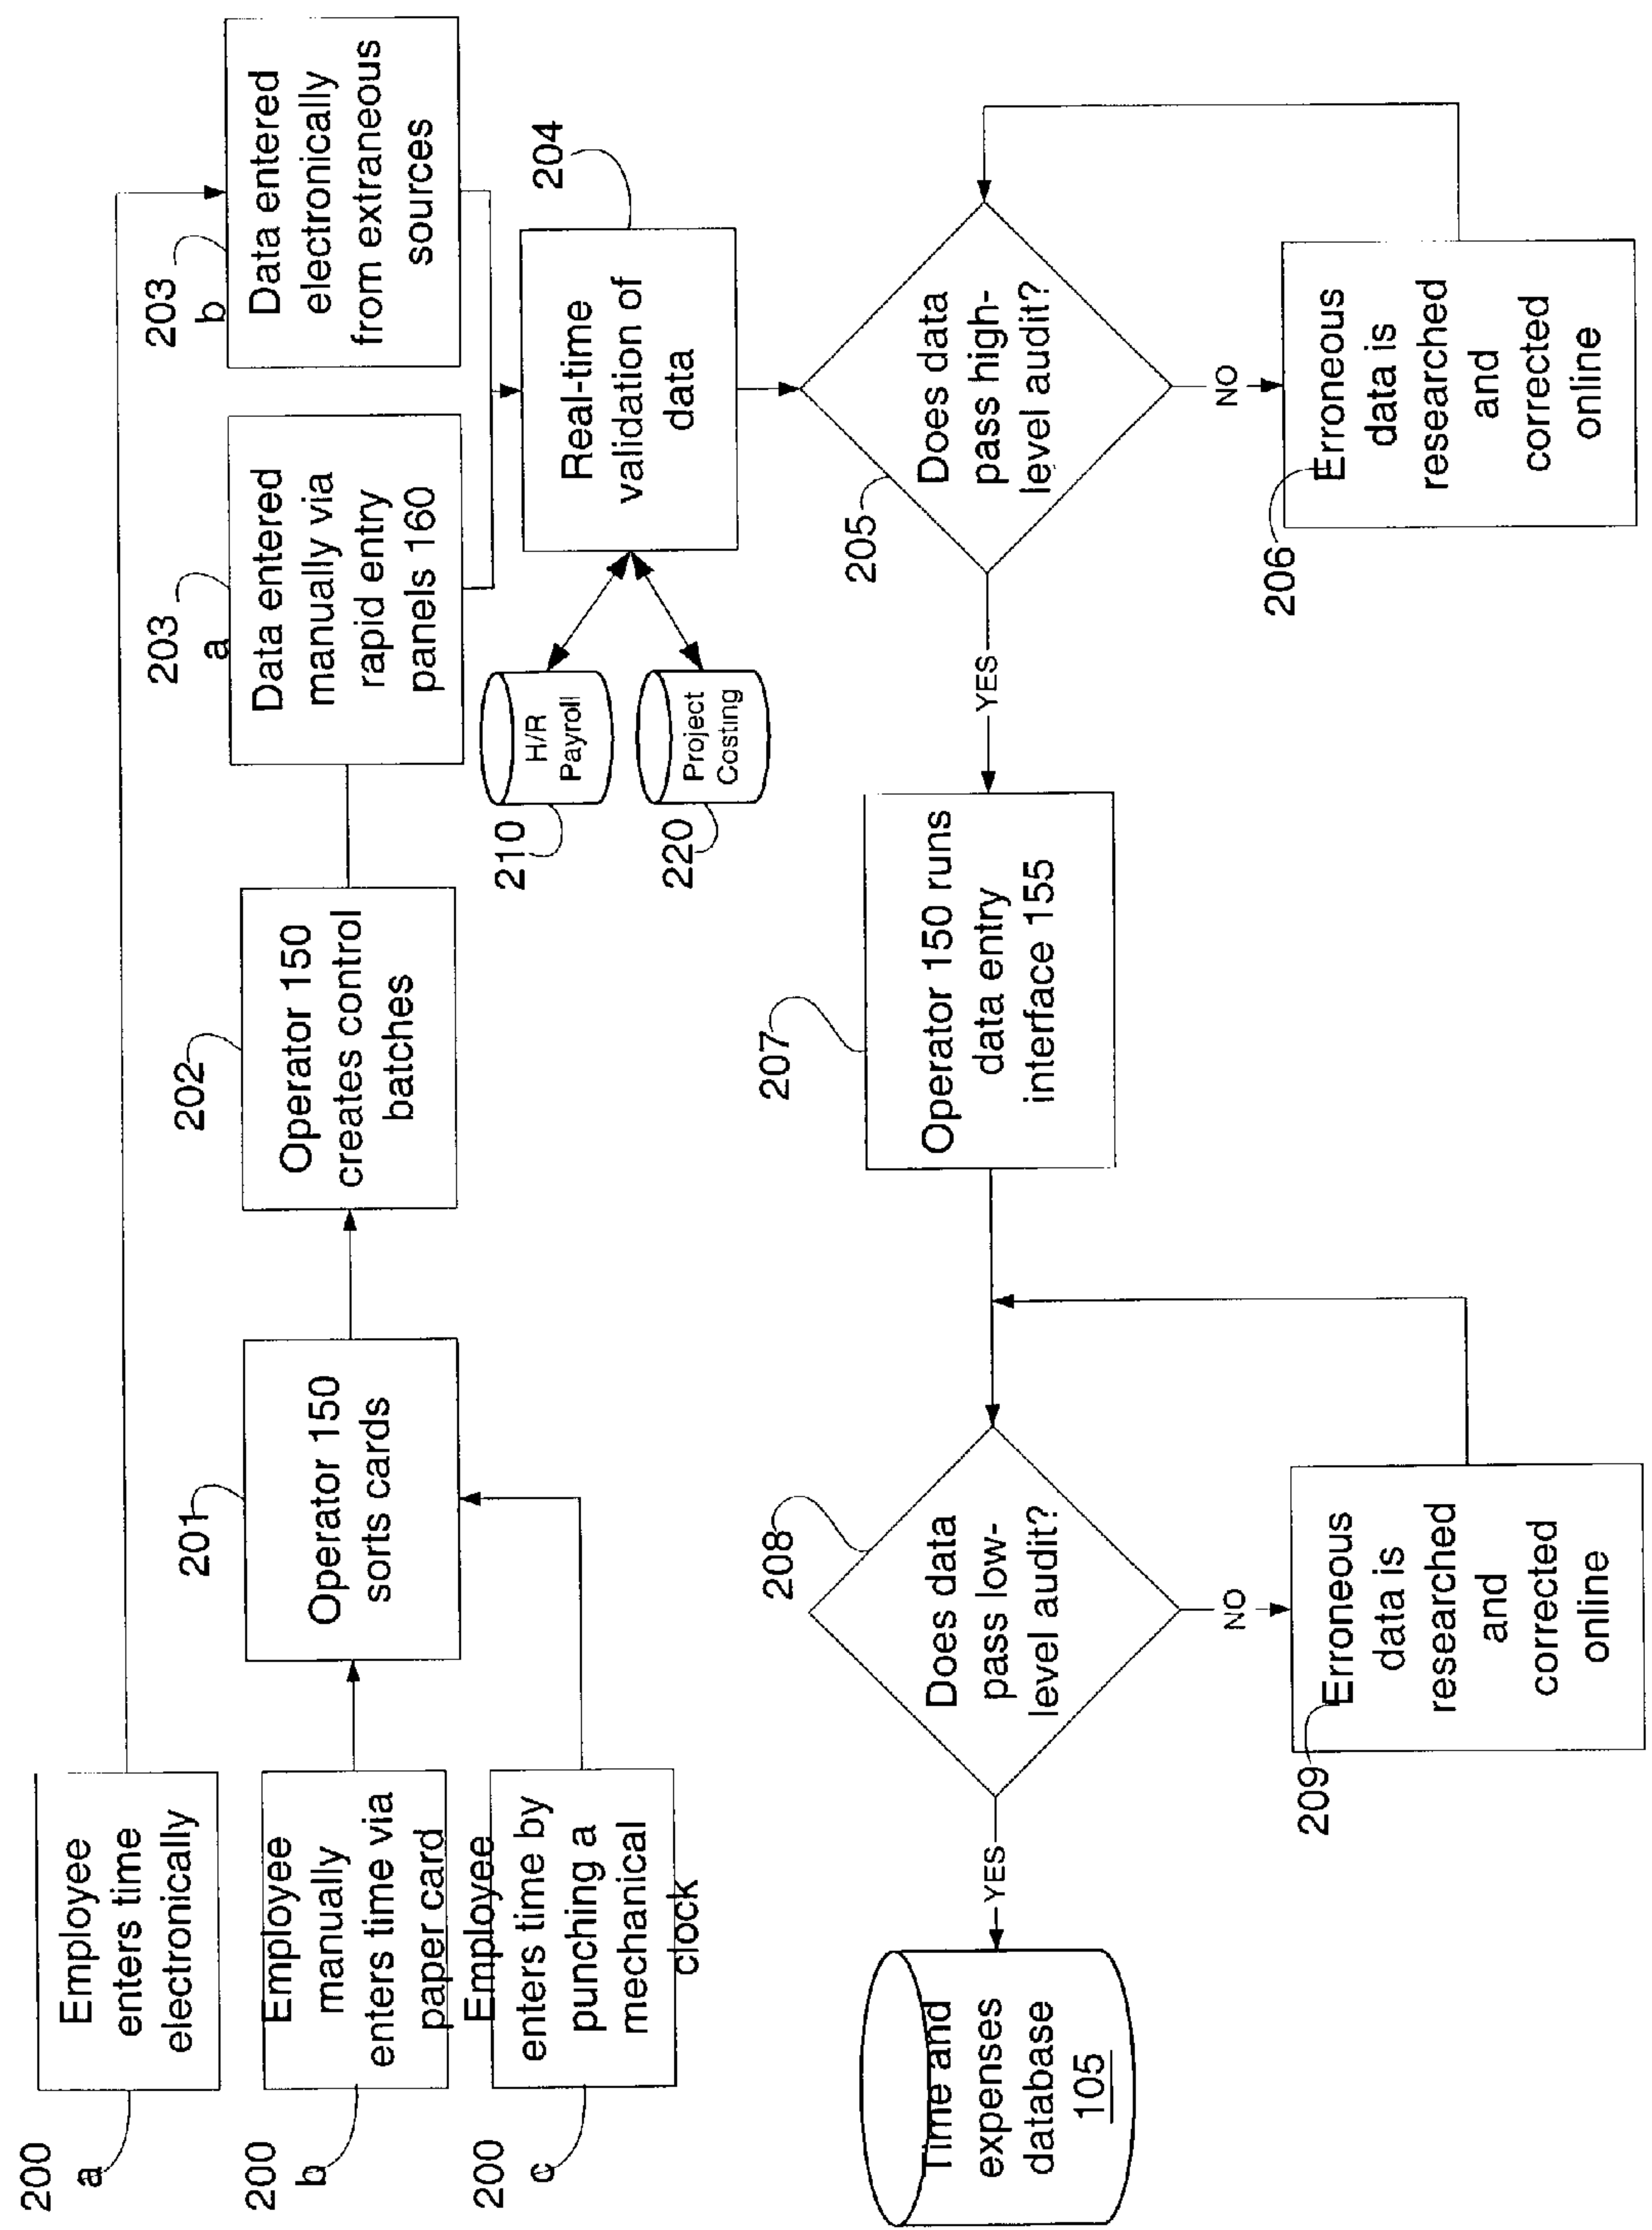 200
a
Employee
enters time
electronically
200
b
Employee
manually
enters time via
paper card
200
c
Employee
enters time by
punching a
mechanical
clock
201
Operator 150
sorts cards
202
Operator 150
creates control
batches
203
a
Data entered
manually via
rapid entry
panels 160
203
b
Data entered
electronically
from extraneous
sources
204
Real-time
validation of
data
210
H/R
Payroll
220
Project
Costing
205
Does data
pass high-
level audit?
NO
206
Erroneous
data is
researched
and
corrected
online
YES
207
Operator 150 runs
data entry
interface 155
208
Does data
pass low-
level audit?
NO
209
Erroneous
data is
researched
and
corrected
online
YES
Time and
expenses
database
105